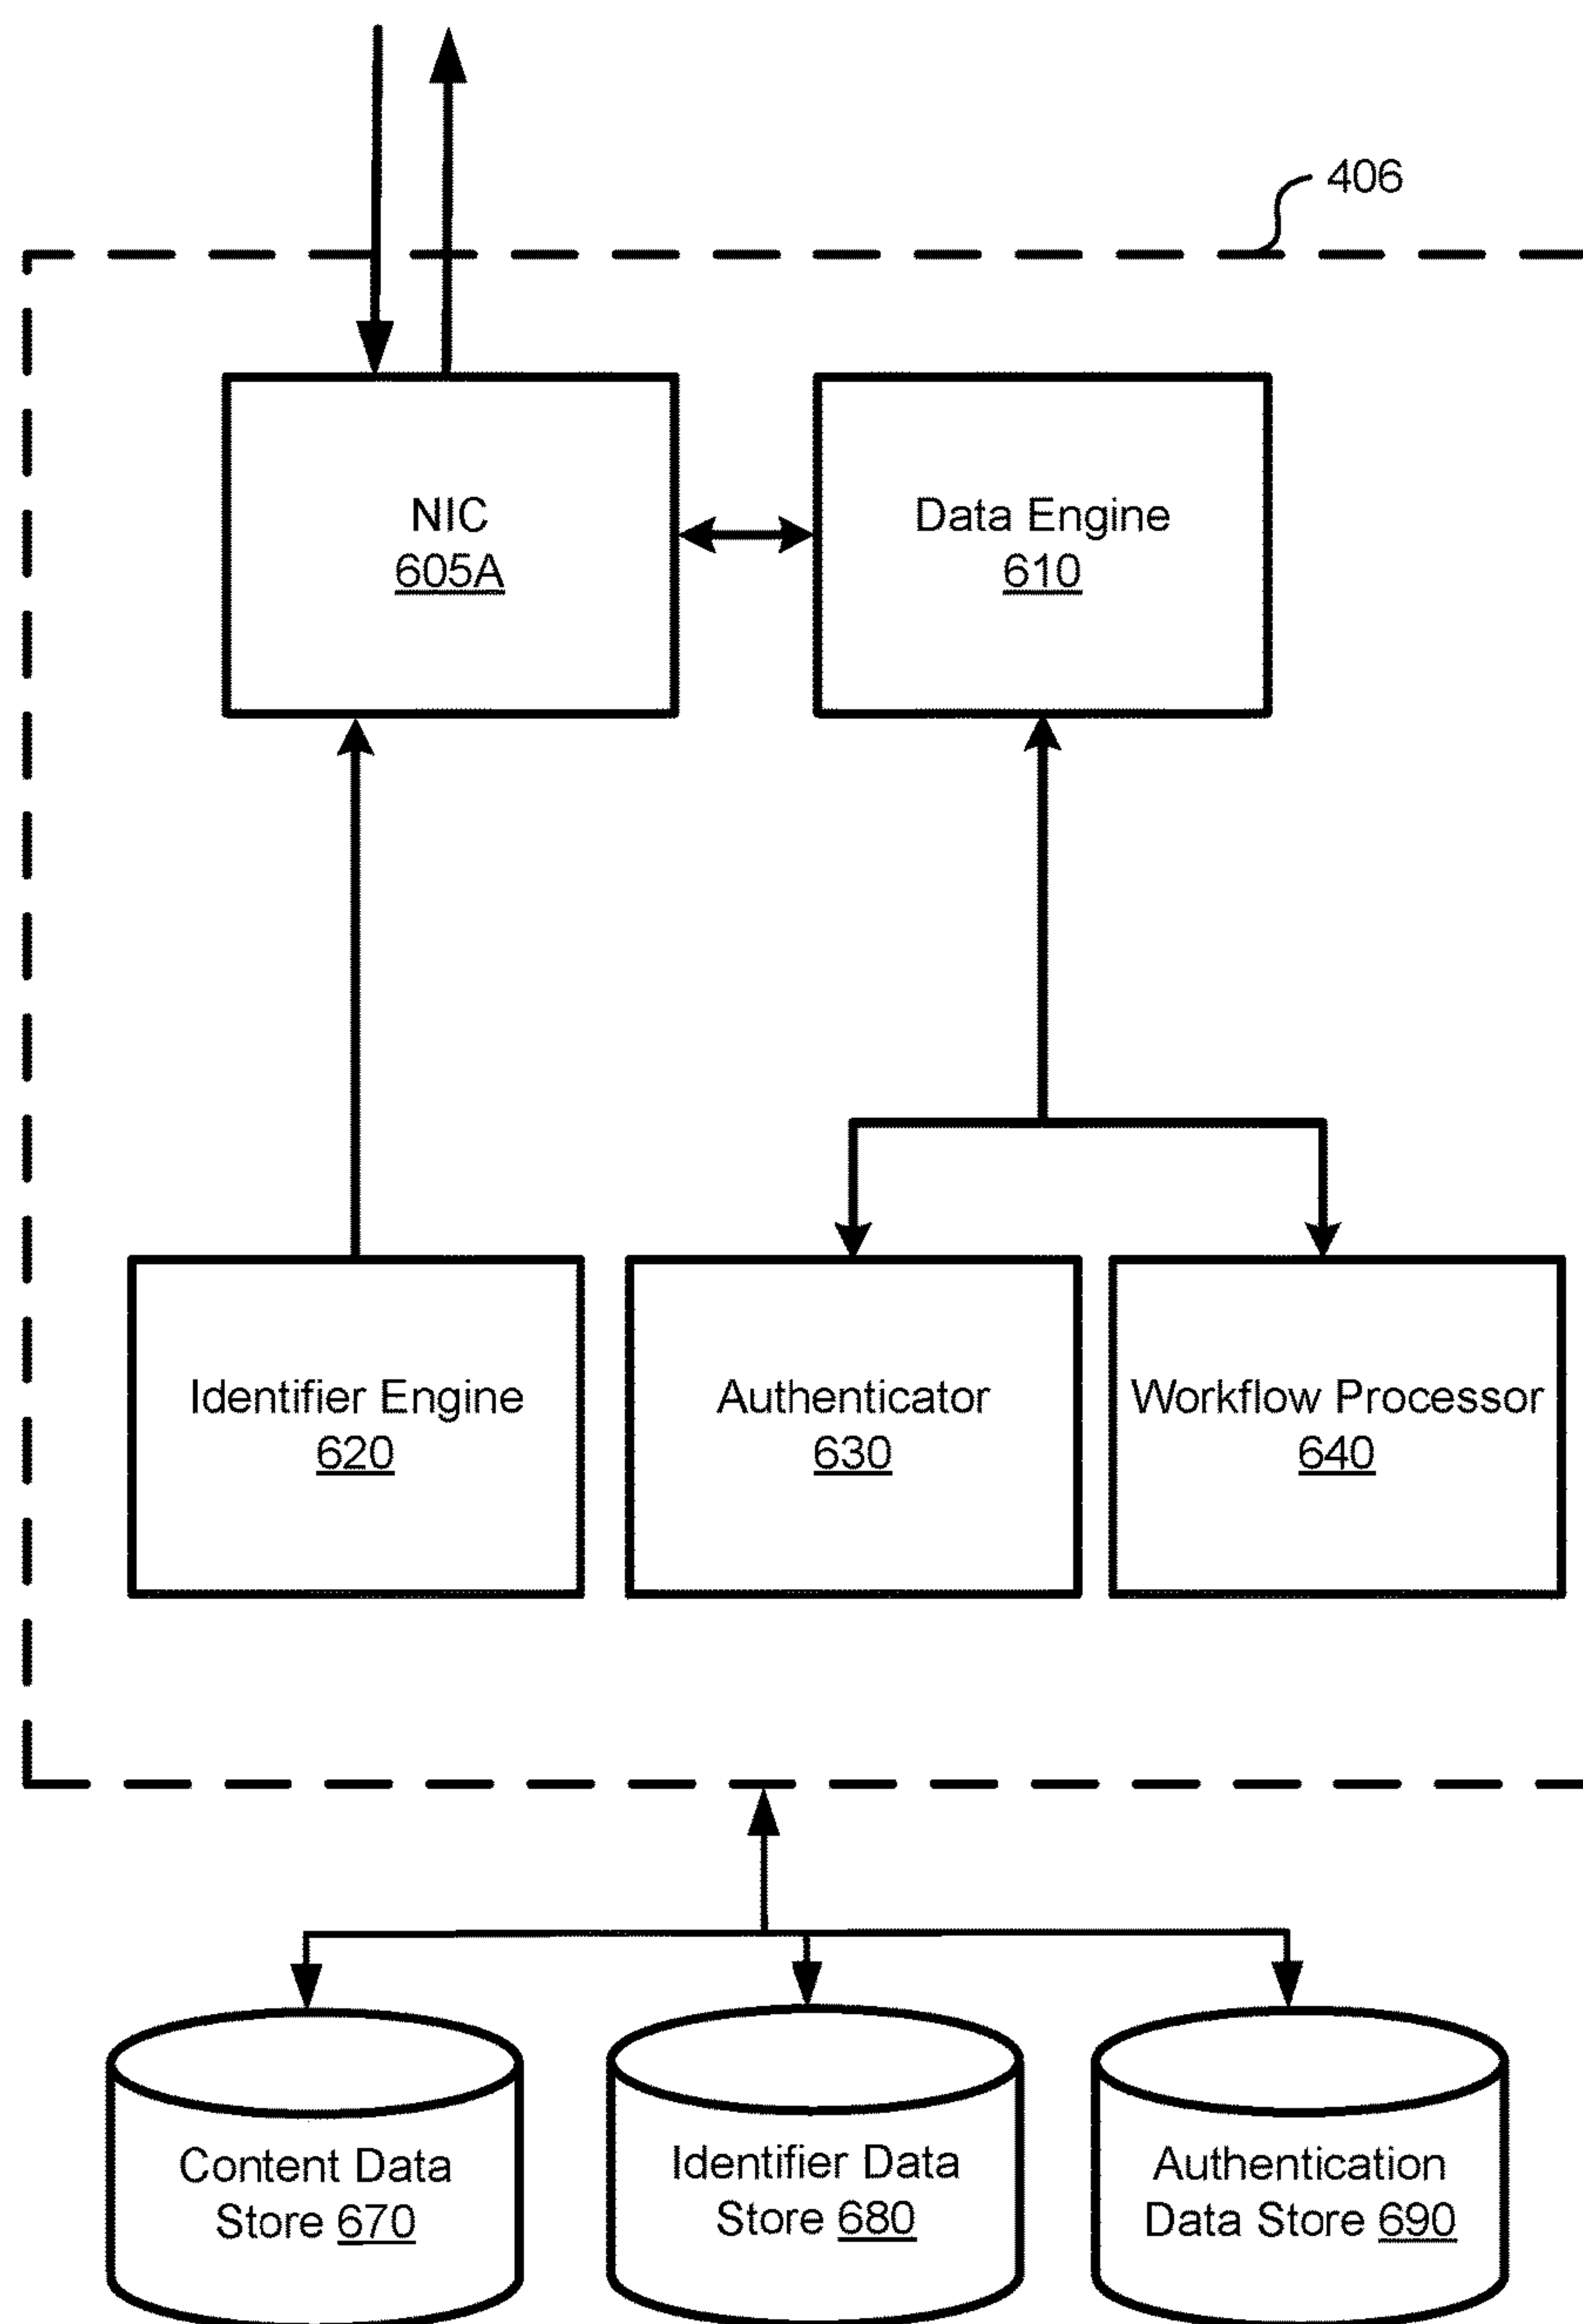 406
NIC
605A
Data Engine
610
Identifier Engine
620
Authenticator
630
Workflow Processor
640
Content Data
Store 670
Identifier Data
Store 680
Authentication
Data Store 690